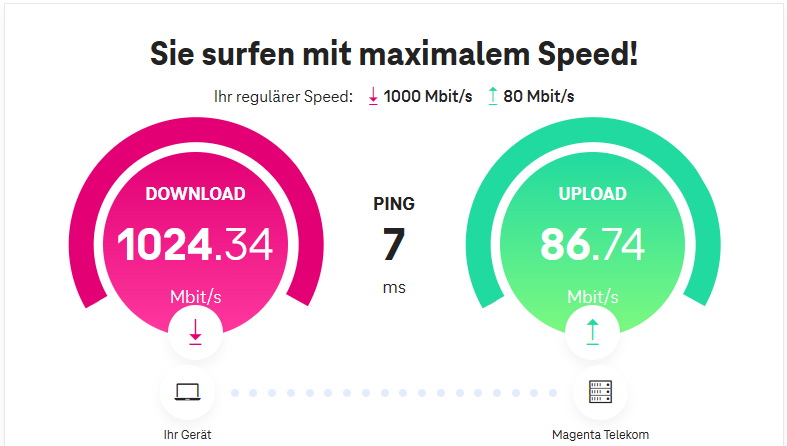 Sie surfen mit maximalem Speed!
Ihr regulärer Speed: 1000 Mbit/s 80 Mbit/s
DOWNLOAD
1024.34
Mbit/s
PING
7
ms
UPLOAD
86.74
Mbit/s
Ihr Gerät
Magenta Telekom